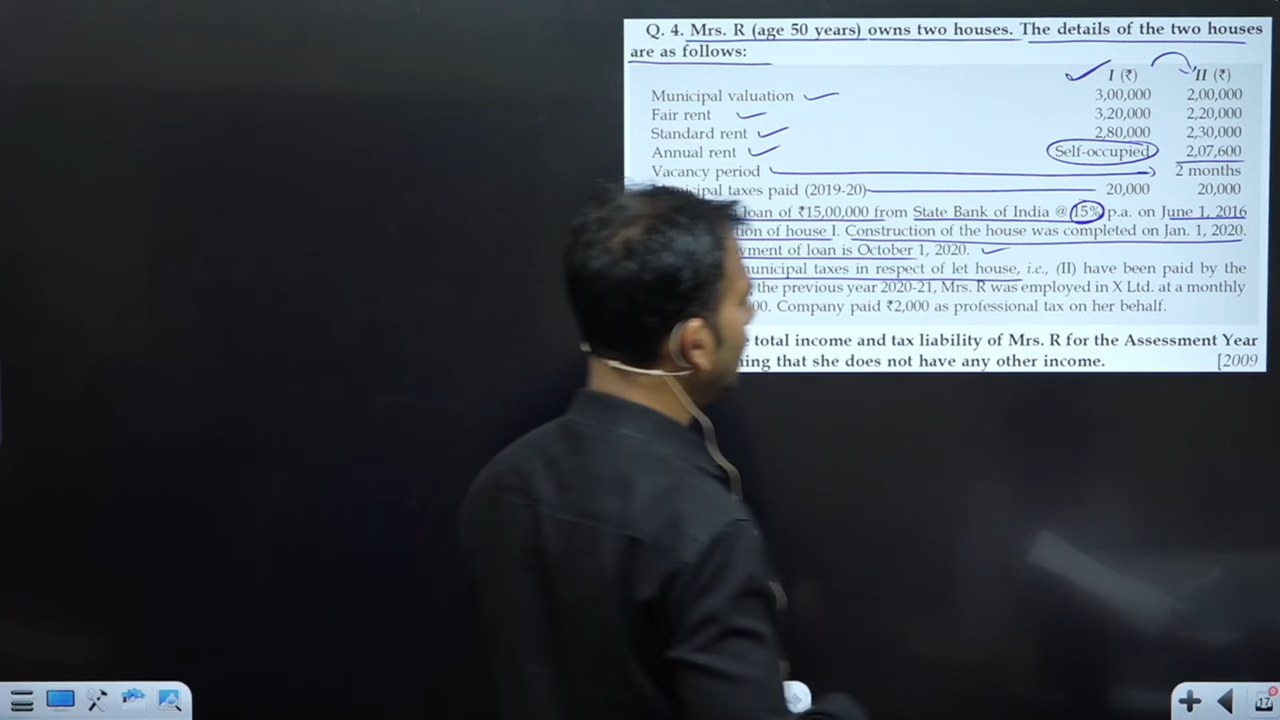 Q. 4. Mrs. R (age 50 years) owns two houses. The details of the two houses
are as follows:
I (₹) II (₹)
Municipal valuation 3,00,000 2,00,000
Fair rent 3,20,000 2,20,000
Standard rent 2,80,000 2,30,000
Annual rent Self-occupied 2,07,600
Vacancy period 2 months
taxes paid (2019-20) 20,000 20,000
loan of ₹15,00,000 from State Bank of India @ 15% p.a. on June 1, 2016
of house I. Construction of the house was completed on Jan. 1, 2020.
of loan is October 1, 2020.
municipal taxes in respect of let house, i.e., (II) have been paid by the
the previous year 2020-21, Mrs. R was employed in X Ltd. at a monthly
Company paid ₹2,000 as professional tax on her behalf.
total income and tax liability of Mrs. R for the Assessment Year
that she does not have any other income. [2009
17